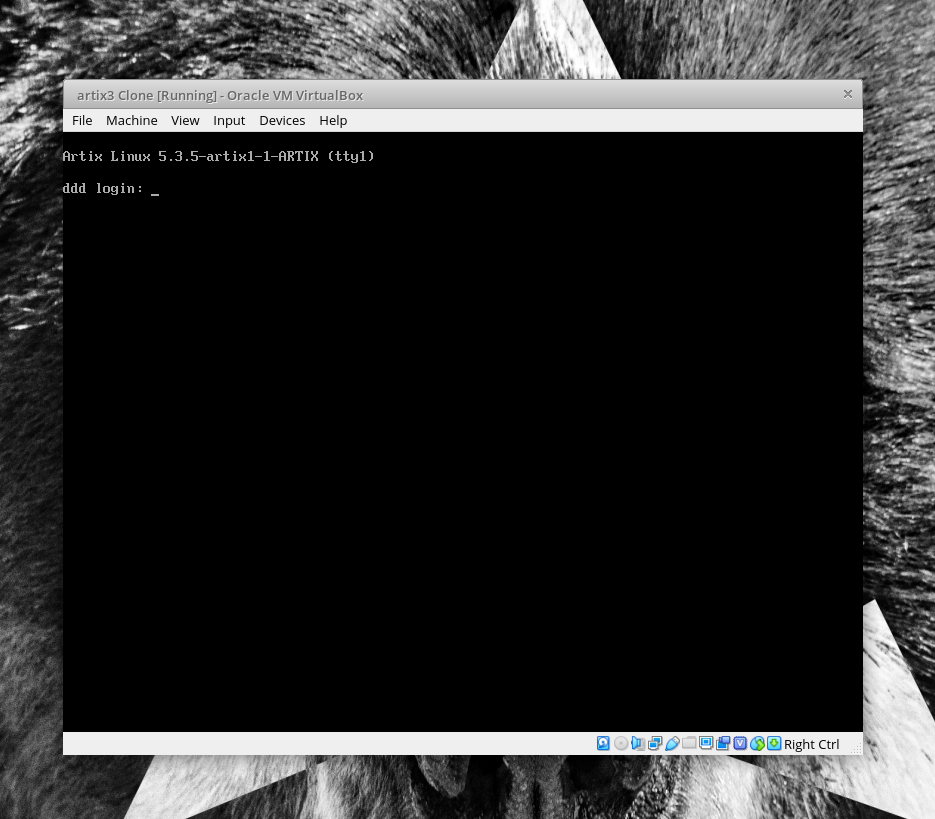 artix3 Clone [Running] - Oracle VM VirtualBox
File Machine View Input Devices Help
Artix Linux 5.3.5-artix1-1-ARTIX (tty1)
ddd login: _
Right Ctrl